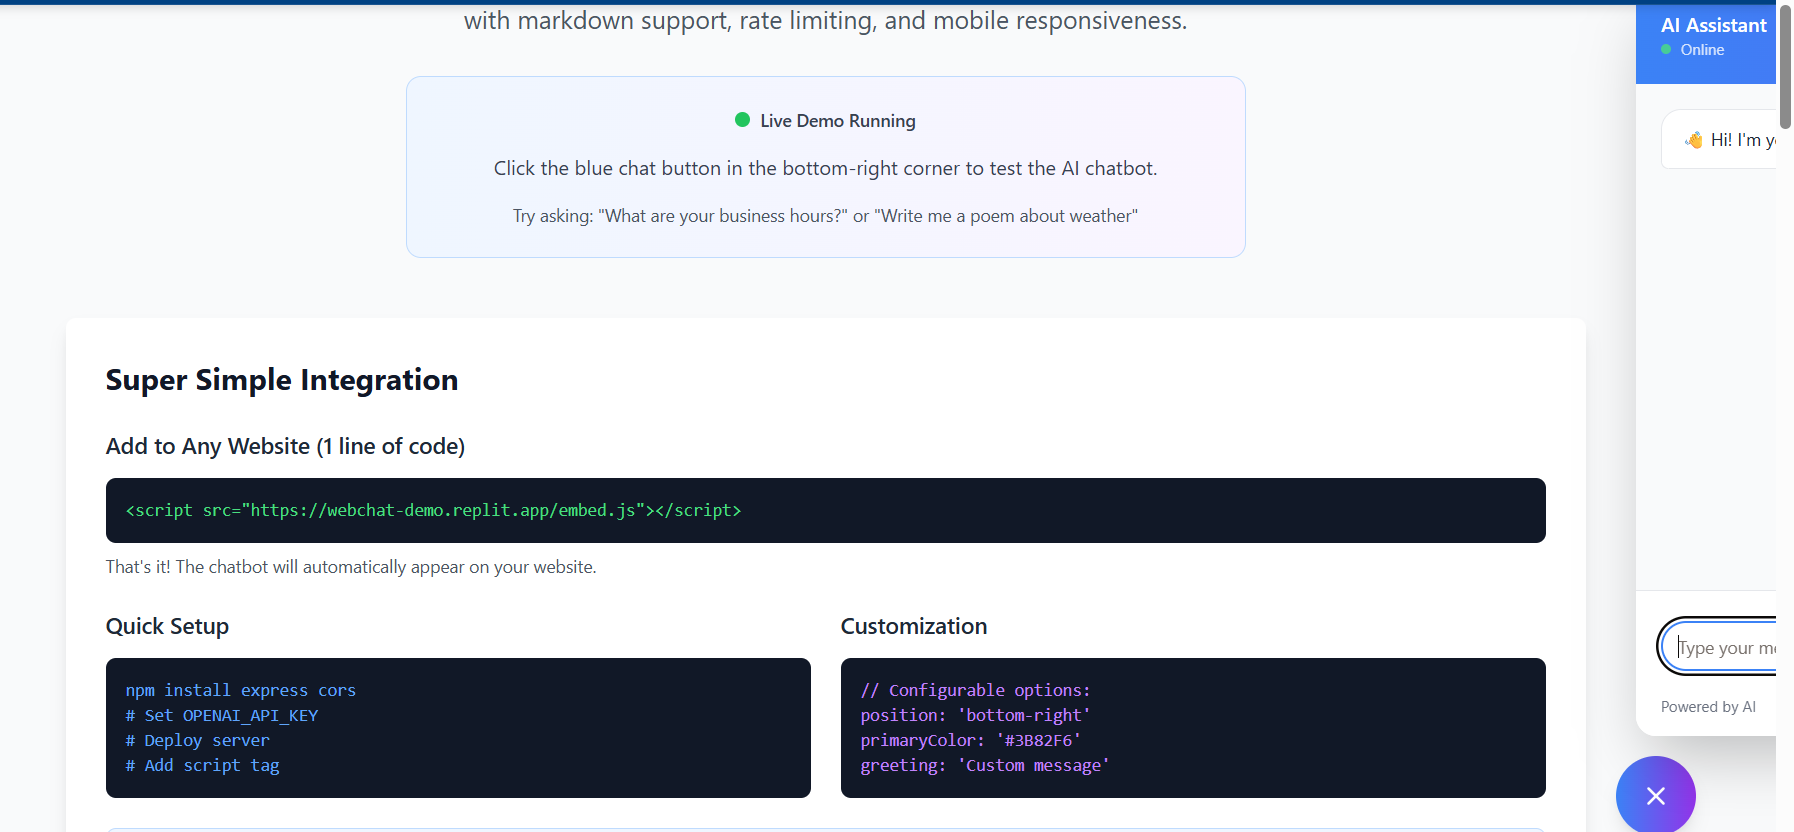 with markdown support, rate limiting, and mobile responsiveness.
Live Demo Running
Click the blue chat button in the bottom-right corner to test the AI chatbot.
Try asking: "What are your business hours?" or "Write me a poem about weather"
Super Simple Integration
Add to Any Website (1 line of code)
<script src="https://webchat-demo.replit.app/embed.js"></script>
That's it! The chatbot will automatically appear on your website.
Quick Setup
npm install express cors
# Set OPENAI_API_KEY
# Deploy server
# Add script tag
Customization
// Configurable options:
position: 'bottom-right'
primaryColor: '#3B82F6'
greeting: 'Custom message'
AI Assistant
Online
👋 Hi! I'm
Type your
Powered by AI